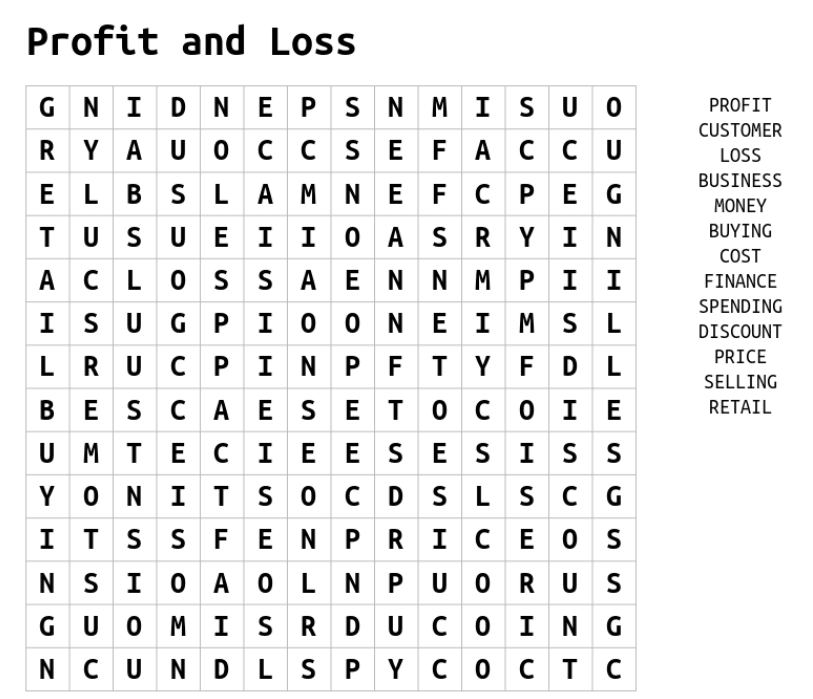 Profit and Loss
G N I D N E P S N M I S U O
R Y A U O C C S E F A C C U
E L B S L A M N E F C P E G
T U S U E I I O A S R Y I N
A C L O S S A E N N M P I I
I S U G P I O O N E I M S L
L R U C P I N P F T Y F D L
B E S C A E S E T O C O I E
U M T E C I E E S E S I S S
Y O N I T S O C D S L S C G
I T S S F E N P R I C E O S
N S I O A O L N P U O R U S
G U O M I S R D U C O I N G
N C U N D L S P Y C O C T C
PROFIT
CUSTOMER
LOSS
BUSINESS
MONEY
BUYING
COST
FINANCE
SPENDING
DISCOUNT
PRICE
SELLING
RETAIL